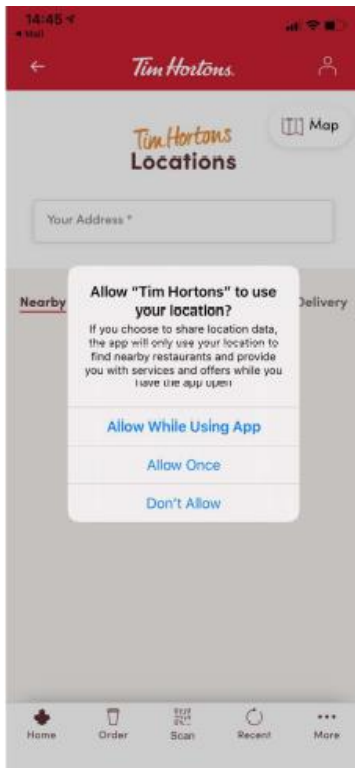 14:45
Mail
Tim Hortons.
Map
Tim Hortons
Locations
Your Address *
Nearby
Delivery
Allow "Tim Hortons" to use
your location?
If you choose to share location data,
the app will only use your location to
find nearby restaurants and provide
you with services and offers while you
have the app open
Allow While Using App
Allow Once
Don't Allow
Home
Order
Scan
Recent
More